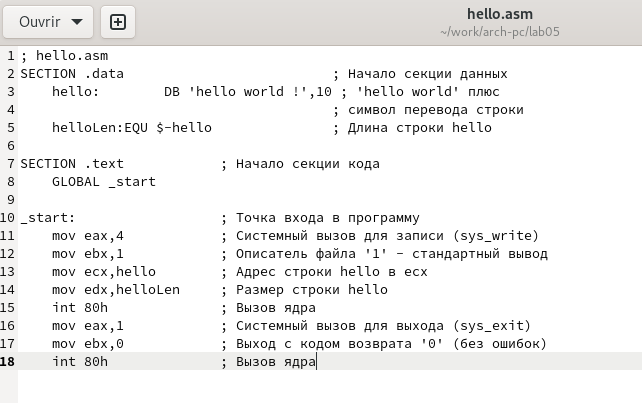 Ouvrir
hello.asm
~/work/arch-pc/lab05
1 ; hello.asm
2 SECTION .data                          ; Начало секции данных
3     hello:        DB 'hello world !',10 ; 'hello world' плюс
4                                        ; символ перевода строки
5     helloLen:EQU $-hello               ; Длина строки hello
6
7 SECTION .text            ; Начало секции кода
8     GLOBAL _start
9
10 _start:                  ; Точка входа в программу
11     mov eax,4            ; Системный вызов для записи (sys_write)
12     mov ebx,1            ; Описатель файла '1' - стандартный вывод
13     mov ecx,hello        ; Адрес строки hello в ecx
14     mov edx,helloLen     ; Размер строки hello
15     int 80h              ; Вызов ядра
16     mov eax,1            ; Системный вызов для выхода (sys_exit)
17     mov ebx,0            ; Выход с кодом возврата '0' (без ошибок)
18     int 80h              ; Вызов ядра